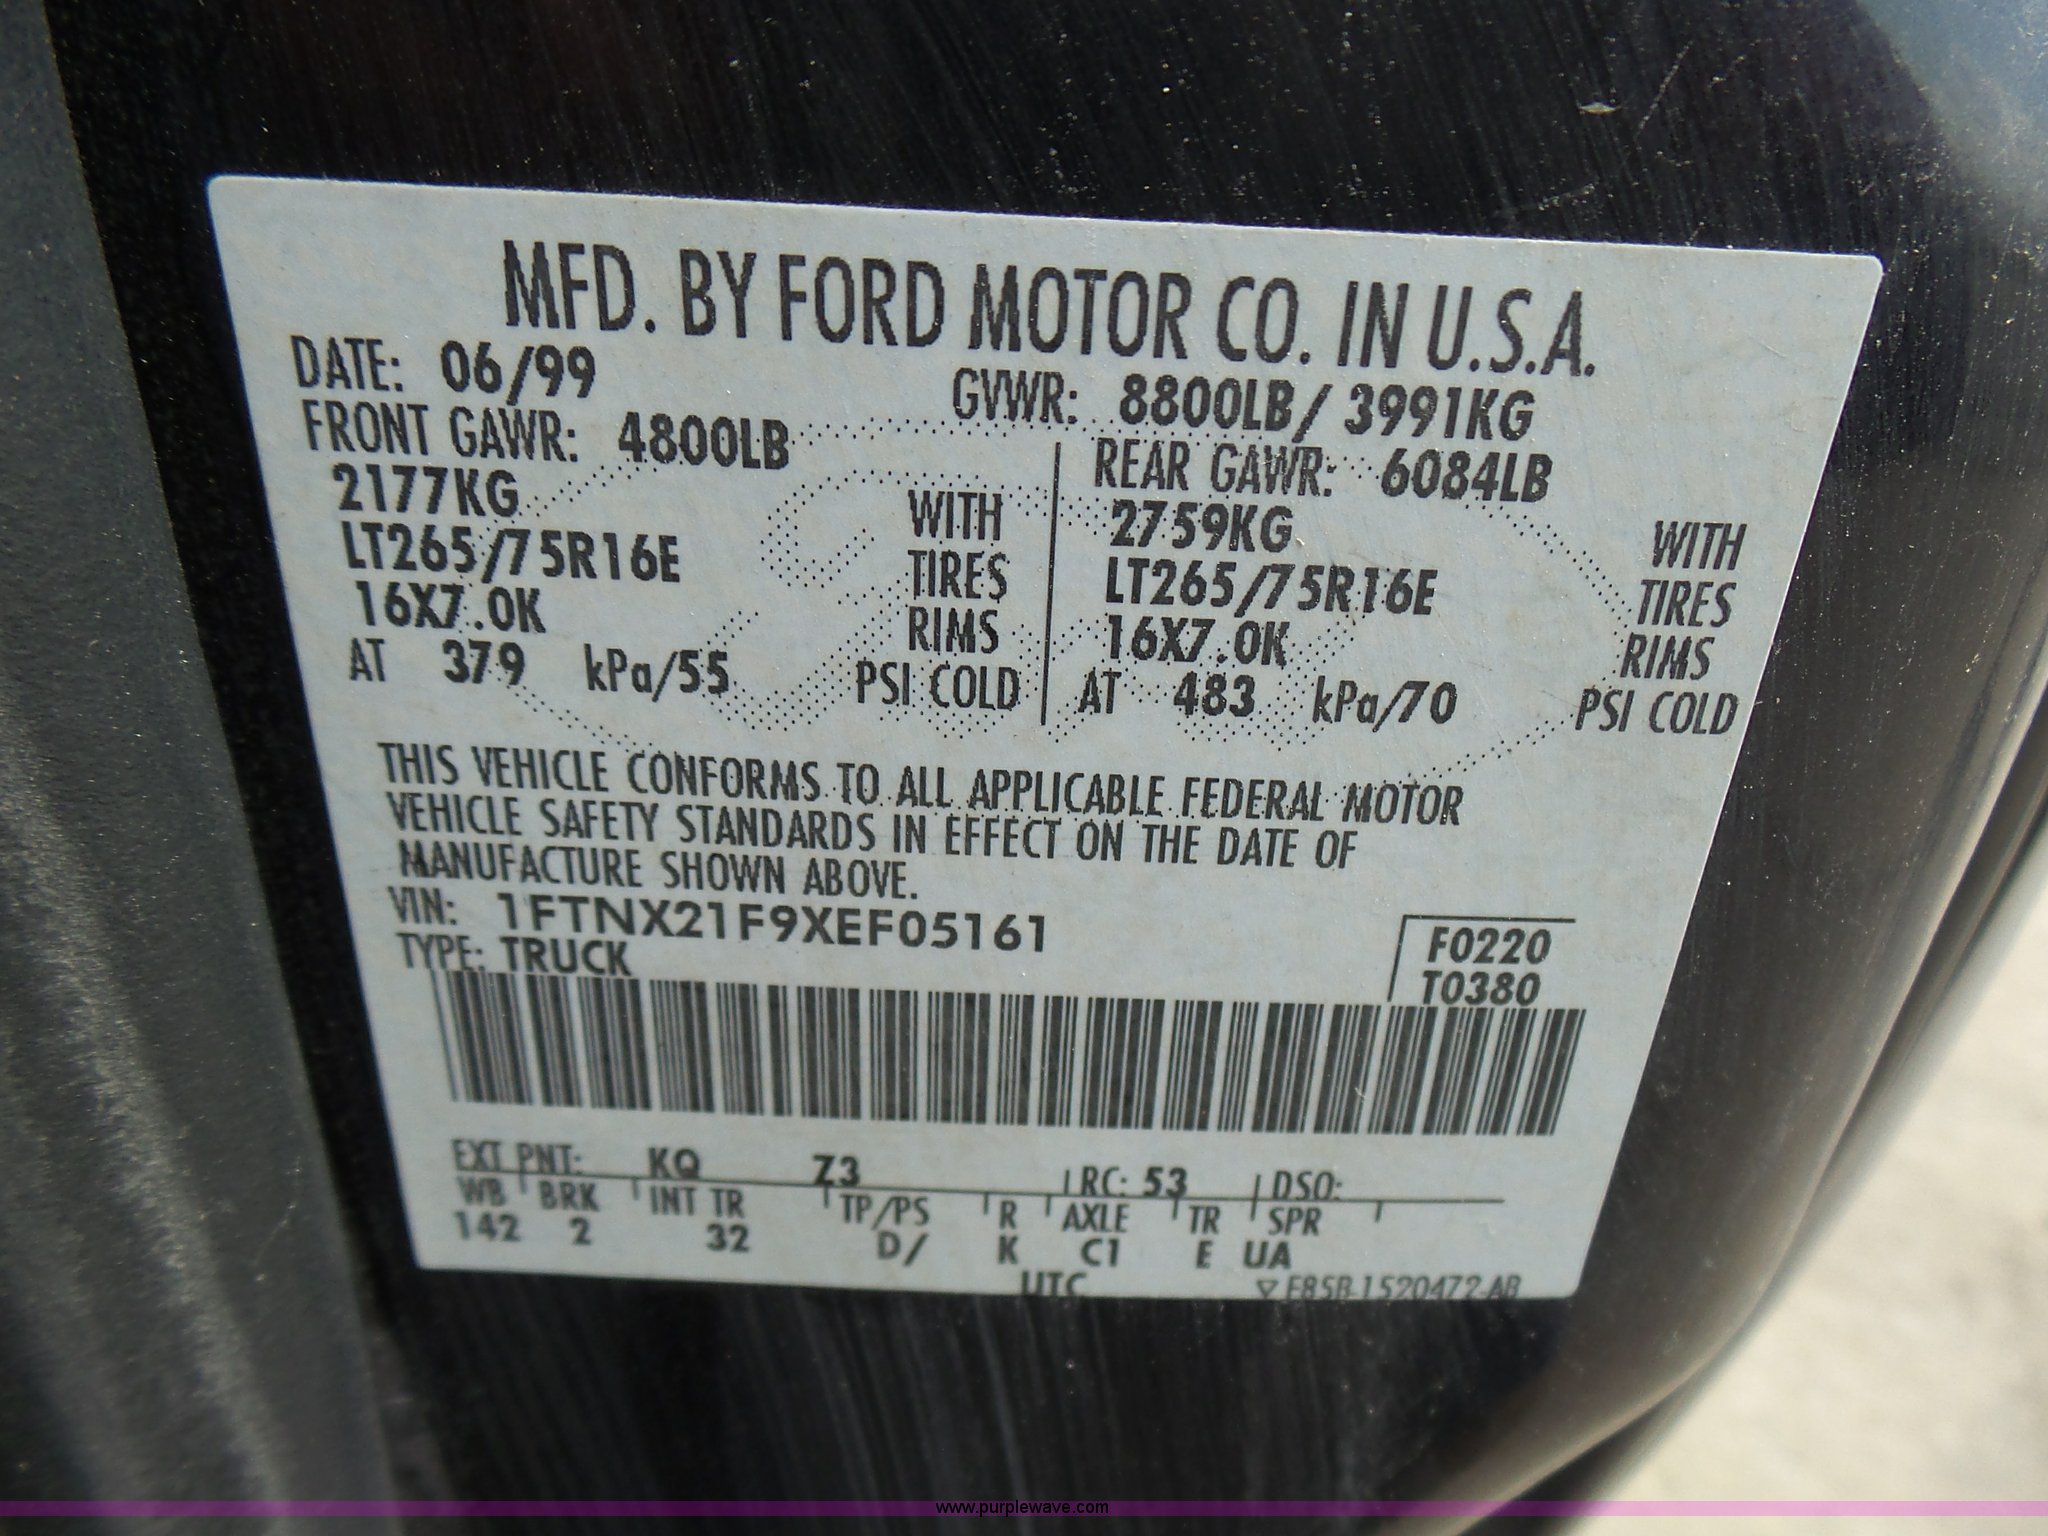 MFD. BY FORD MOTOR CO. IN U.S.A.
DATE: 06/99 GVWR: 8800LB/ 3991KG
FRONT GAWR: 4800LB REAR GAWR: 6084LB
2177KG WITH 2759KG WITH
LT265/75R16E TIRES LT265/75R16E TIRES
16X7.0K RIMS 16X7.0K RIMS
AT 379 kPa/55 PSI COLD AT 483 kPa/70 PSI COLD
THIS VEHICLE CONFORMS TO ALL APPLICABLE FEDERAL MOTOR
VEHICLE SAFETY STANDARDS IN EFFECT ON THE DATE OF
MANUFACTURE SHOWN ABOVE.
VIN: 1FTNX21F9XEF05161 F0220
TYPE: TRUCK T0380
EXT PNT: KQ Z3 RC: 53 DSO:
WB BRK INT TR TP/PS R AXLE TR SPR
142 2 32 D/ K C1 E UA
UTC F85B-1520472-AB
www.purplewave.com